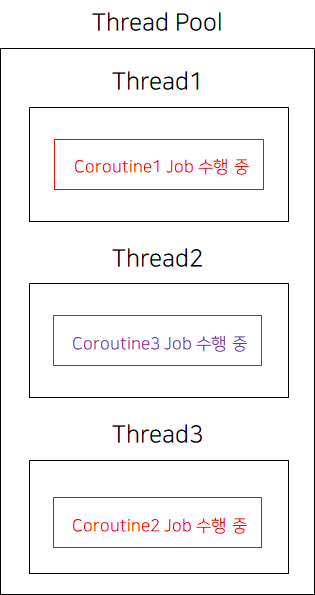 Thread Pool
Thread1
Coroutine1 Job 수행 중
Thread2
Coroutine3 Job 수행 중
Thread3
Coroutine2 Job 수행 중